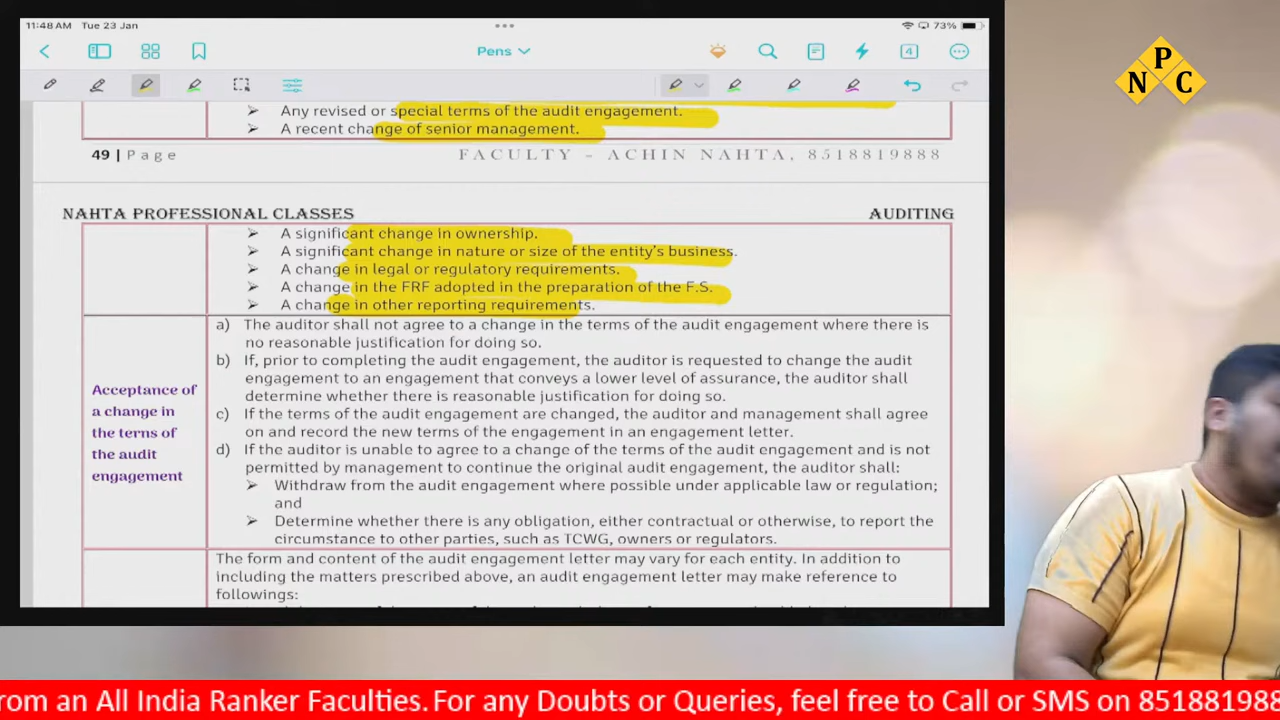 11:48 AM Tue 23 Jan
73%
Pens
4
➢ Any revised or special terms of the audit engagement.
➢ A recent change of senior management.
49 | Page
FACULTY – ACHIN NAHTA, 8518819888
NAHTA PROFESSIONAL CLASSES
AUDITING
➢ A significant change in ownership.
➢ A significant change in nature or size of the entity's business.
➢ A change in legal or regulatory requirements.
➢ A change in the FRF adopted in the preparation of the F.S.
➢ A change in other reporting requirements.
Acceptance of
a change in
the terns of
the audit
engagement
a) The auditor shall not agree to a change in the terms of the audit engagement where there is
no reasonable justification for doing so.
b) If, prior to completing the audit engagement, the auditor is requested to change the audit
engagement to an engagement that conveys a lower level of assurance, the auditor shall
determine whether there is reasonable justification for doing so.
c) If the terms of the audit engagement are changed, the auditor and management shall agree
on and record the new terms of the engagement in an engagement letter.
d) If the auditor is unable to agree to a change of the terms of the audit engagement and is not
permitted by management to continue the original audit engagement, the auditor shall:
➢ Withdraw from the audit engagement where possible under applicable law or regulation;
and
➢ Determine whether there is any obligation, either contractual or otherwise, to report the
circumstance to other parties, such as TCWG, owners or regulators.
The form and content of the audit engagement letter may vary for each entity. In addition to
including the matters prescribed above, an audit engagement letter may make reference to
followings:
N P C
rom an All India Ranker Faculties. For any Doubts or Queries, feel free to Call or SMS on 851881988